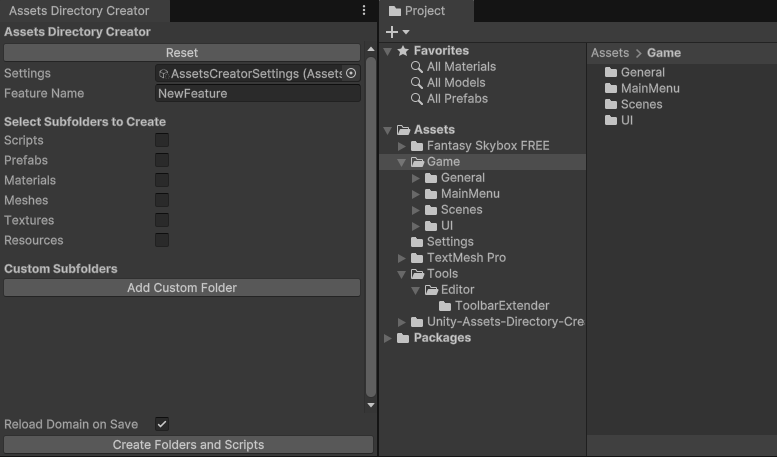 Assets Directory Creator
Assets Directory Creator
Reset
Settings
AssetsCreatorSettings (Assets
Feature Name
NewFeature
Select Subfolders to Create
Scripts
Prefabs
Materials
Meshes
Textures
Resources
Custom Subfolders
Add Custom Folder
Reload Domain on Save
Create Folders and Scripts
Project
Favorites
All Materials
All Models
All Prefabs
Assets
Fantasy Skybox FREE
Game
General
MainMenu
Scenes
UI
Settings
TextMesh Pro
Tools
Editor
ToolbarExtender
Unity-Assets-Directory-Cre
Packages
Assets > Game
General
MainMenu
Scenes
UI